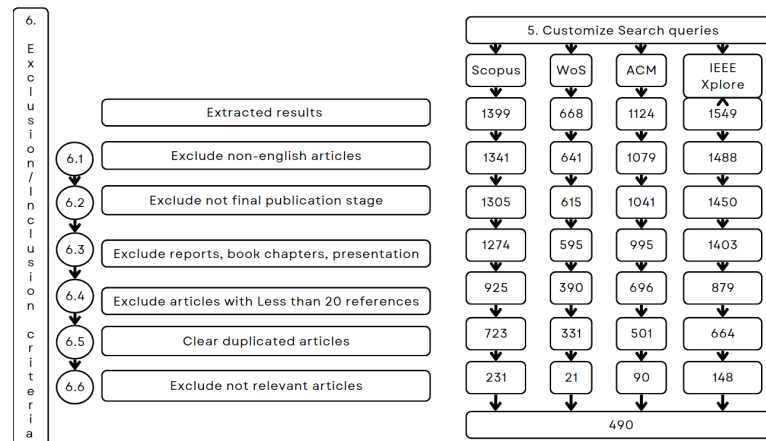 6. Exclusion/Inclusion criteria
5. Customize Search queries
Scopus WoS ACM IEEE Xplore
Extracted results 1399 668 1124 1549
6.1 Exclude non-english articles 1341 641 1079 1488
6.2 Exclude not final publication stage 1305 615 1041 1450
6.3 Exclude reports, book chapters, presentation 1274 595 995 1403
6.4 Exclude articles with Less than 20 references 925 390 696 879
6.5 Clear duplicated articles 723 331 501 664
6.6 Exclude not relevant articles 231 21 90 148
490